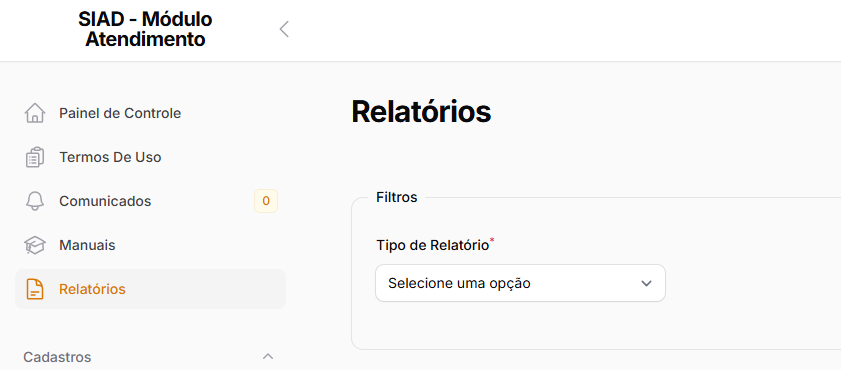 SIAD - Módulo
Atendimento
Painel de Controle
Termos De Uso
Comunicados 0
Manuais
Relatórios
Cadastros
Relatórios
Filtros
Tipo de Relatório*
Selecione uma opção